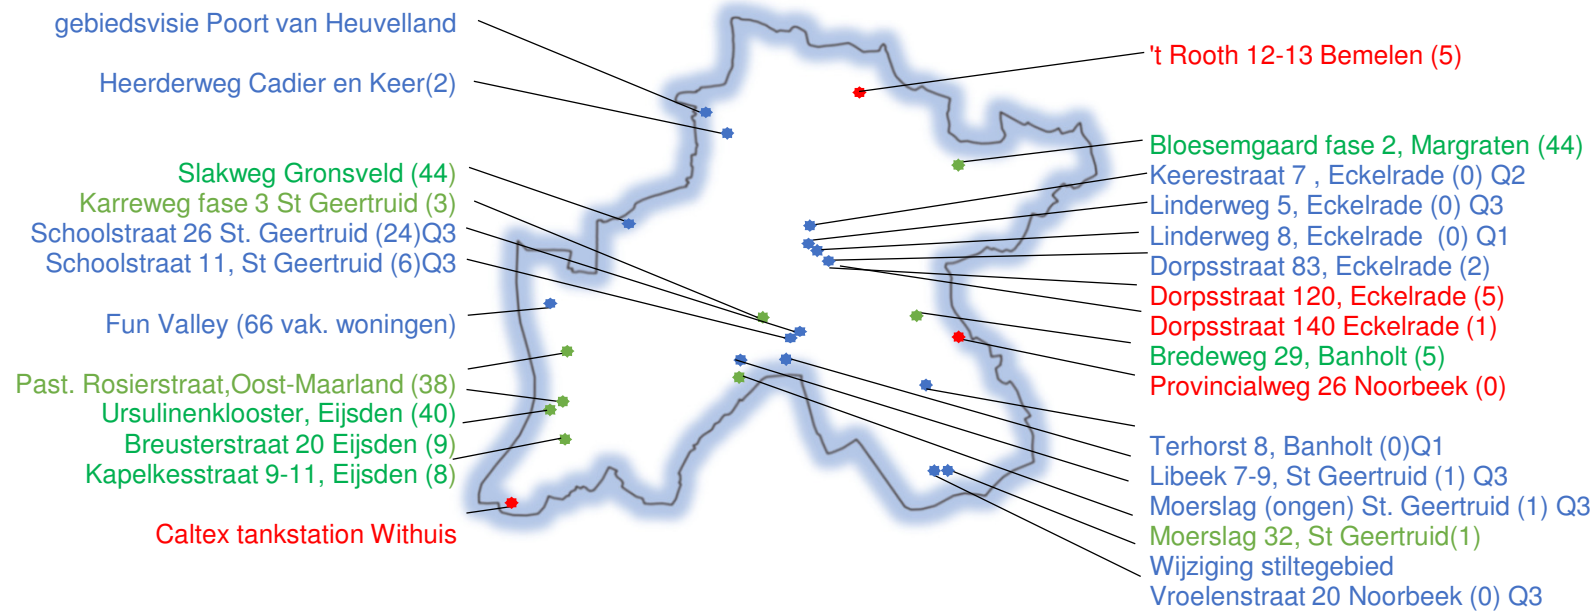 gebiedsvisie Poort van Heuvelland
Heerderweg Cadier en Keer(2)
Slakweg Gronsveld (44)
Karreweg fase 3 St Geertruid (3)
Schoolstraat 26 St. Geertruid (24)Q3
Schoolstraat 11, St Geertruid (6)Q3
Fun Valley (66 vak. woningen)
Past. Rosierstraat,Oost-Maarland (38)
Ursulinenklooster, Eijsden (40)
Breusterstraat 20 Eijsden (9)
Kapelkesstraat 9-11, Eijsden (8)
Caltex tankstation Withuis
't Rooth 12-13 Bemelen (5)
Bloesemgaard fase 2, Margraten (44)
Keerestraat 7 , Eckelrade (0) Q2
Linderweg 5, Eckelrade (0) Q3
Linderweg 8, Eckelrade (0) Q1
Dorpsstraat 83, Eckelrade (2)
Dorpsstraat 120, Eckelrade (5)
Dorpsstraat 140 Eckelrade (1)
Bredeweg 29, Banholt (5)
Provincialweg 26 Noorbeek (0)
Terhorst 8, Banholt (0)Q1
Libeek 7-9, St Geertruid (1) Q3
Moerslag (ongen) St. Geertruid (1) Q3
Moerslag 32, St Geertruid(1)
Wijziging stiltegebied
Vroelenstraat 20 Noorbeek (0) Q3